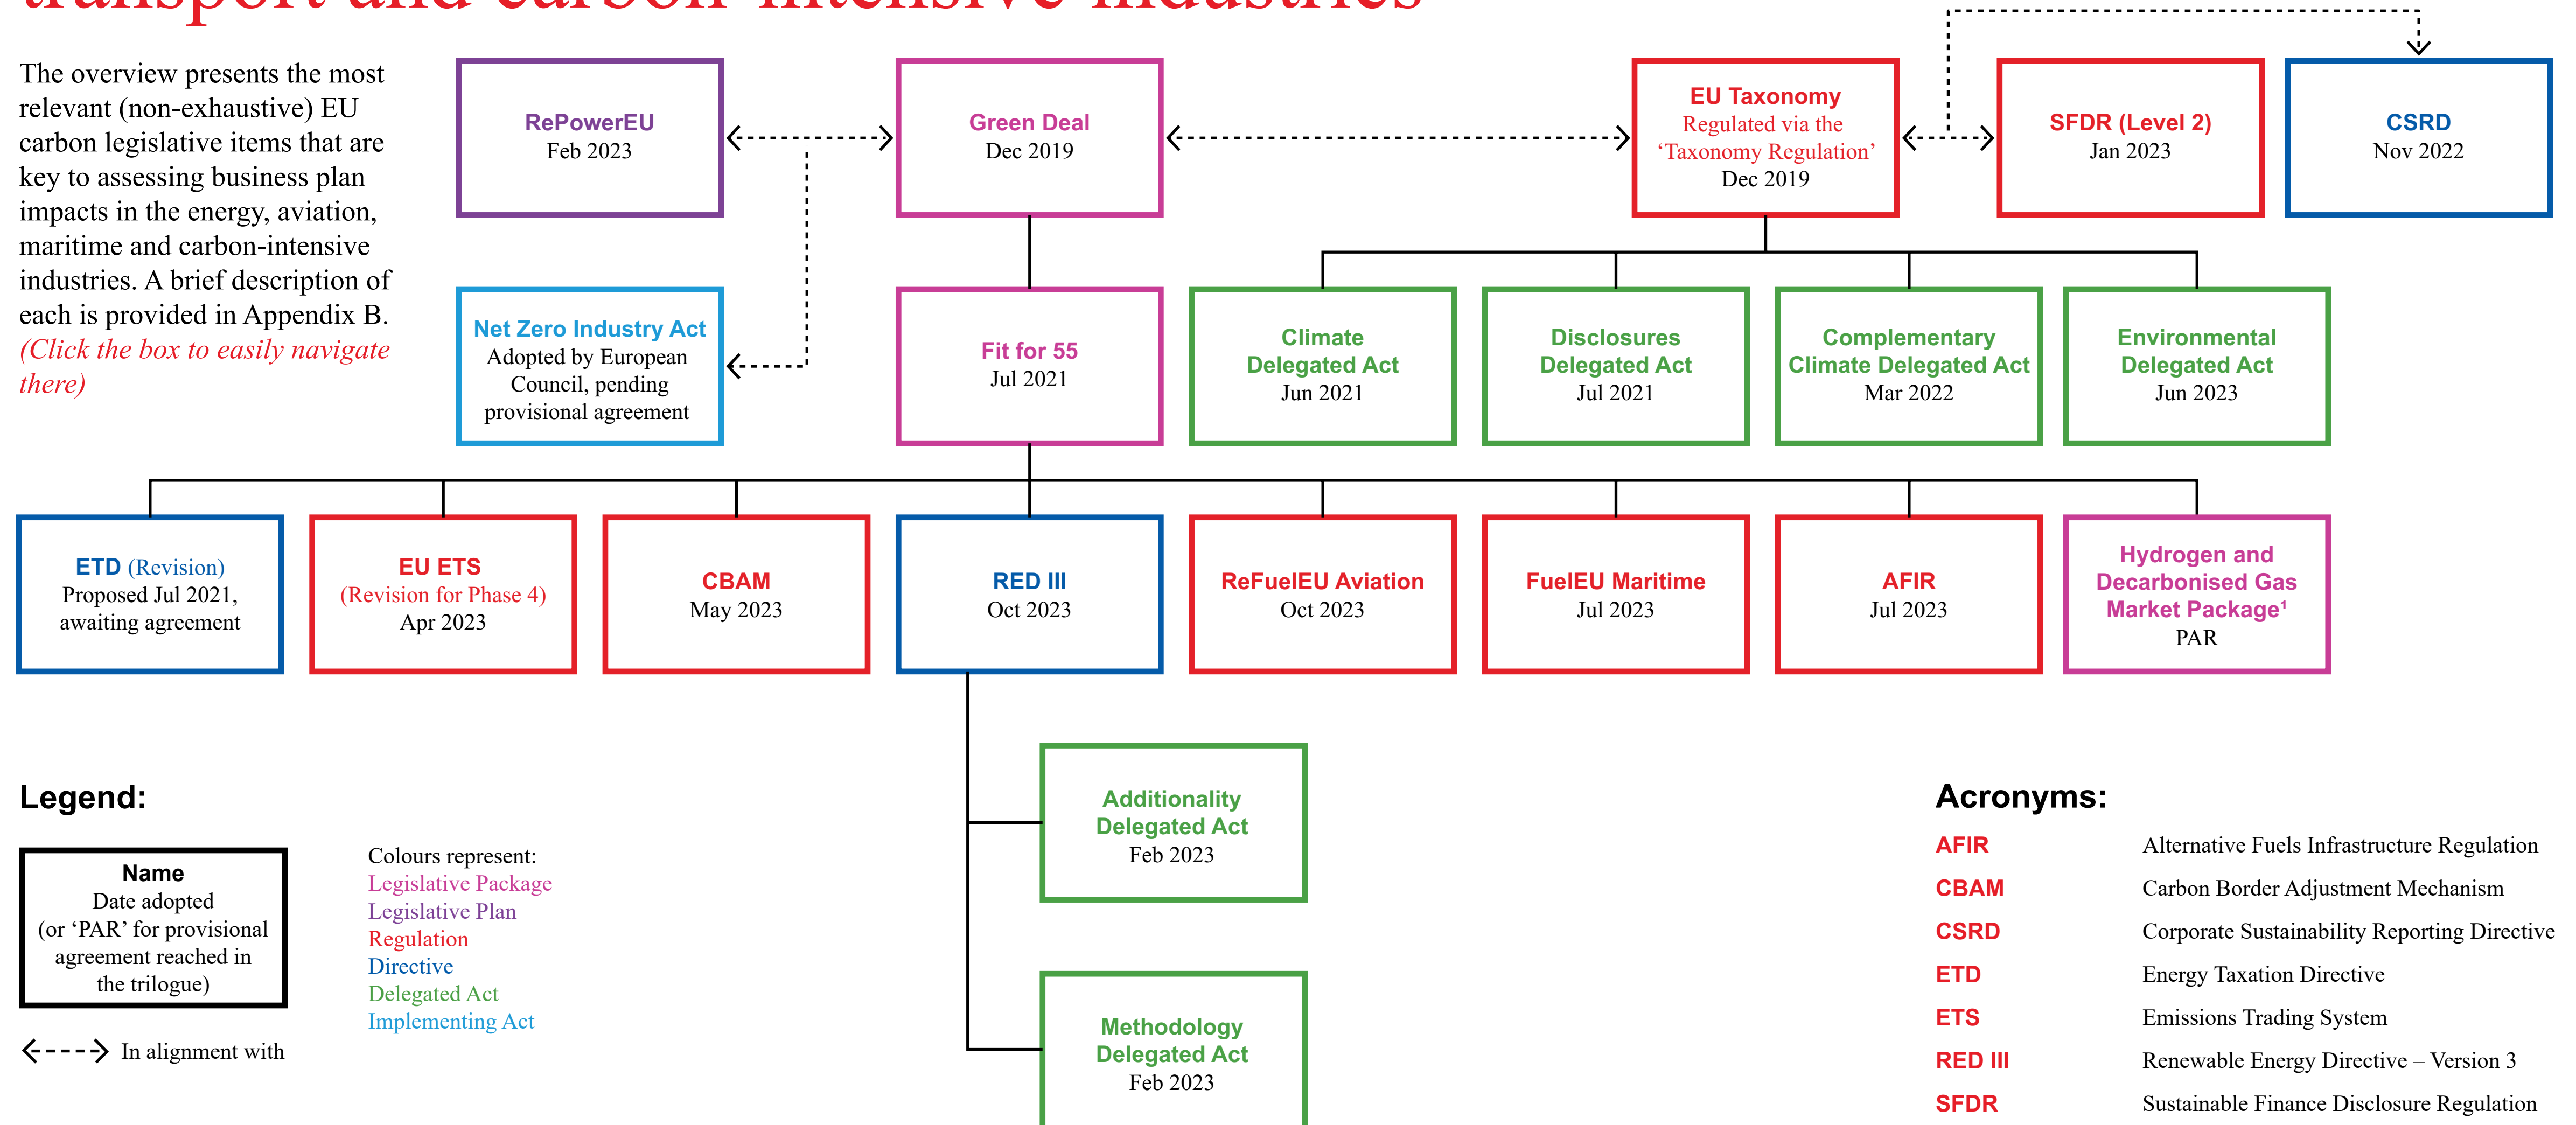 transport and carbon-intensive industries
The overview presents the most
relevant (non-exhaustive) EU
carbon legislative items that are
key to assessing business plan
impacts in the energy, aviation,
maritime and carbon-intensive
industries. A brief description of
each is provided in Appendix B.
(Click the box to easily navigate
there)
RePowerEU
Feb 2023
Green Deal
Dec 2019
EU Taxonomy
Regulated via the
‘Taxonomy Regulation’
Dec 2019
SFDR (Level 2)
Jan 2023
CSRD
Nov 2022
Net Zero Industry Act
Adopted by European
Council, pending
provisional agreement
Fit for 55
Jul 2021
Climate
Delegated Act
Jun 2021
Disclosures
Delegated Act
Jul 2021
Complementary
Climate Delegated Act
Mar 2022
Environmental
Delegated Act
Jun 2023
ETD (Revision)
Proposed Jul 2021,
awaiting agreement
EU ETS
(Revision for Phase 4)
Apr 2023
CBAM
May 2023
RED III
Oct 2023
ReFuelEU Aviation
Oct 2023
FuelEU Maritime
Jul 2023
AFIR
Jul 2023
Hydrogen and
Decarbonised Gas
Market Package¹
PAR
Additionality
Delegated Act
Feb 2023
Methodology
Delegated Act
Feb 2023
Legend:
Name
Date adopted
(or ‘PAR’ for provisional
agreement reached in
the trilogue)
In alignment with
Colours represent:
Legislative Package
Legislative Plan
Regulation
Directive
Delegated Act
Implementing Act
Acronyms:
AFIR Alternative Fuels Infrastructure Regulation
CBAM Carbon Border Adjustment Mechanism
CSRD Corporate Sustainability Reporting Directive
ETD Energy Taxation Directive
ETS Emissions Trading System
RED III Renewable Energy Directive – Version 3
SFDR Sustainable Finance Disclosure Regulation